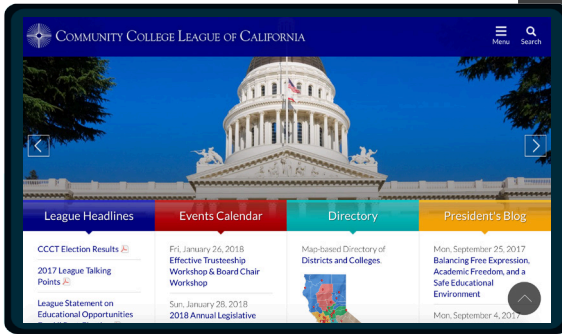 COMMUNITY COLLEGE LEAGUE OF CALIFORNIA
Menu
Search
League Headlines
CCCT Election Results
2017 League Talking
Points
League Statement on
Educational Opportunities
Events Calendar
Fri, January 26, 2018
Effective Trusteeship
Workshop & Board Chair
Workshop
Sun, January 28, 2018
2018 Annual Legislative
Directory
Map-based Directory of
Districts and Colleges.
President's Blog
Mon, September 25, 2017
Balancing Free Expression,
Academic Freedom, and a
Safe Educational
Environment
Mon, September 4, 2017